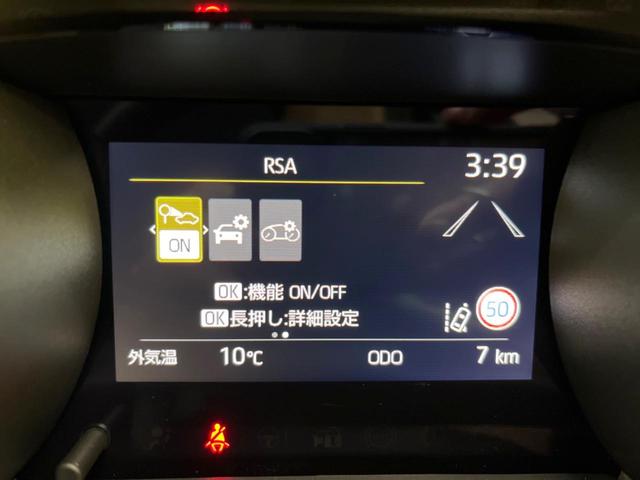 RSA 3:39
ON
OK:機能 ON/OFF
OK長押し:詳細設定
50
外気温 10℃ ODO 7 km